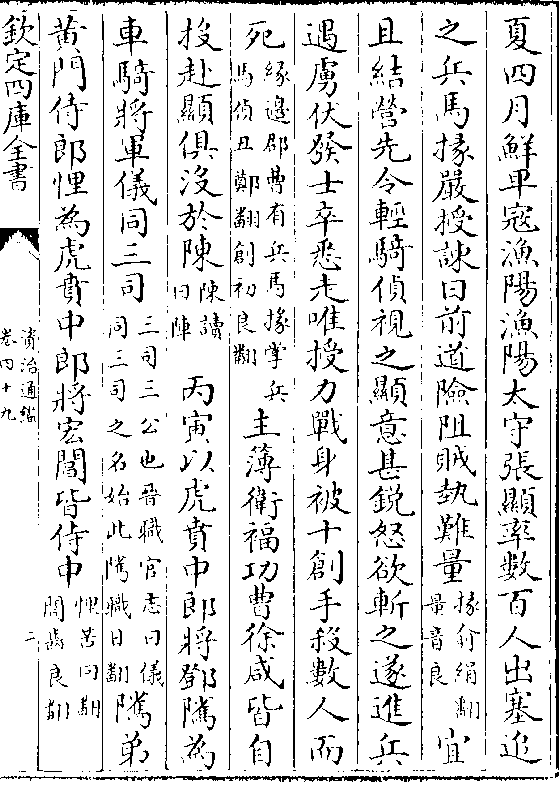 夏四月鮮卑寇漁陽漁陽太守張顯率數百人出塞追
之兵馬掾嚴授諫曰前道險阻賊埶難量掾俞絹翻量音良宜
且結營先令輕騎偵視之顯意甚鋭怒欲斬之遂進兵
遇虜伏發士卒悉走唯授力戰身被十創手殺數人而
死緣邊郡曹有兵馬掾掌兵馬偵丑鄭翻創初良翻主簿衛福功曹徐咸皆自
投赴顯俱沒於陳陳讀曰陣丙寅以虎賁中郎將鄧隲為
車騎將軍儀同三司三司三公也晉職官志曰儀同三司之名始此隲職日翻隲弟
黄門侍郎悝為虎賁中郎將宏閶皆侍中悝苦回翻閶齒良翻
欽定四庫全書
資治通鑑
卷四十九
二